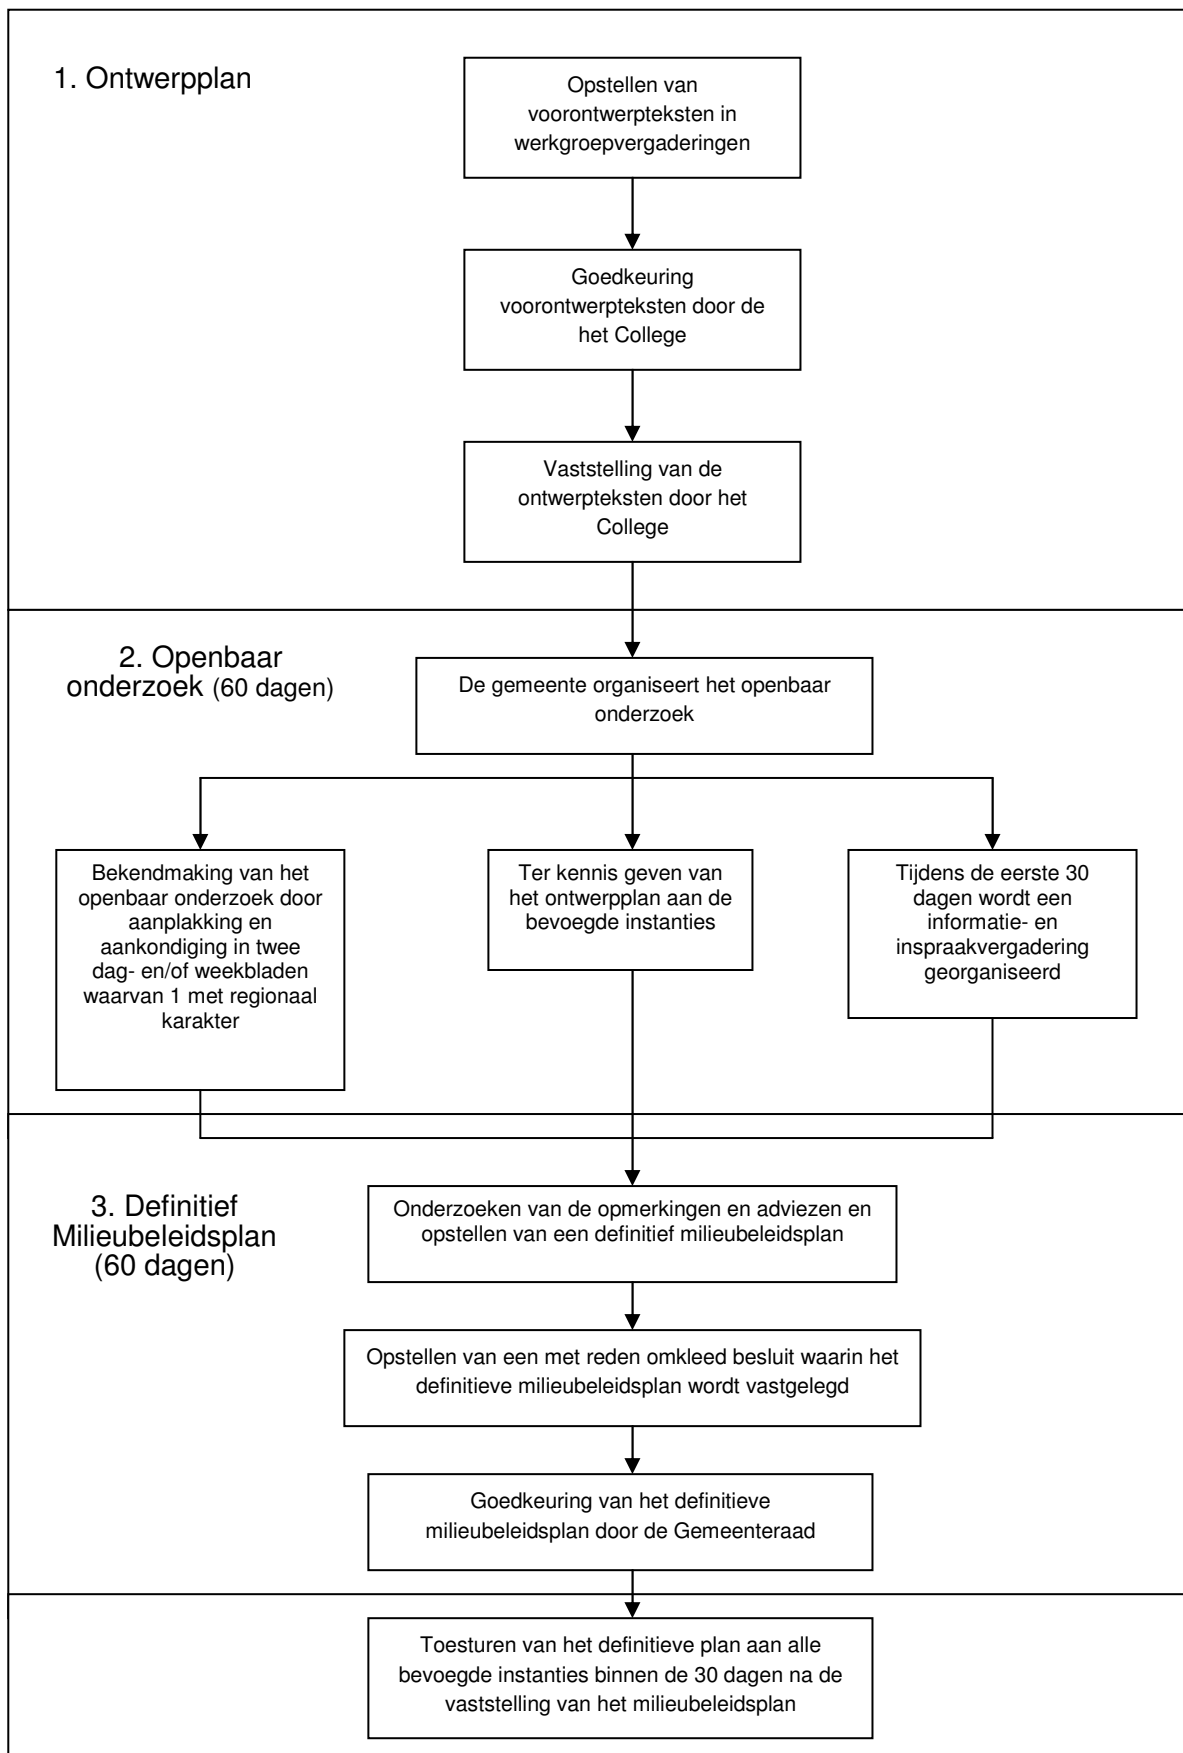 1. Ontwerpplan
Opstellen van
voorontwerpteksten in
werkgroepvergaderingen
Goedkeuring
voorontwerpteksten door de
het College
Vaststelling van de
ontwerpteksten door het
College
2. Openbaar
onderzoek (60 dagen)
De gemeente organiseert het openbaar
onderzoek
Bekendmaking van het
openbaar onderzoek door
aanplakking en
aankondiging in twee
dag- en/of weekbladen
waarvan 1 met regionaal
karakter
Ter kennis geven van
het ontwerpplan aan de
bevoegde instanties
Tijdens de eerste 30
dagen wordt een
informatie- en
inspraakvergadering
georganiseerd
3. Definitief
Milieubeleidsplan
(60 dagen)
Onderzoeken van de opmerkingen en adviezen en
opstellen van een definitief milieubeleidsplan
Opstellen van een met reden omkleed besluit waarin het
definitieve milieubeleidsplan wordt vastgelegd
Goedkeuring van het definitieve
milieubeleidsplan door de Gemeenteraad
Toesturen van het definitieve plan aan alle
bevoegde instanties binnen de 30 dagen na de
vaststelling van het milieubeleidsplan